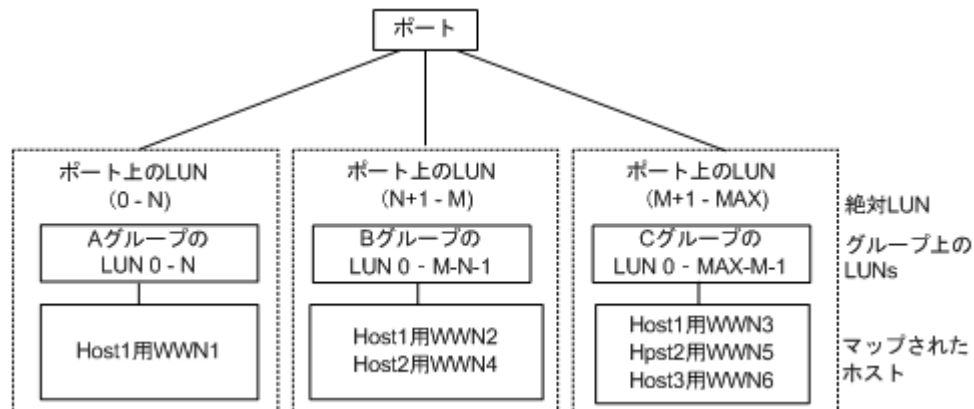 ポート
ポート上のLUN
(0 - N)
Aグループの
LUN 0 - N
Host1用WWN1
ポート上のLUN
(N+1 - M)
Bグループの
LUN 0 - M-N-1
Host1用WWN2
Host2用WWN4
ポート上のLUN
(M+1 - MAX)
Cグループの
LUN 0 - MAX-M-1
Host1用WWN3
Hpst2用WWN5
Host3用WWN6
絶対LUN
グループ上の
LUNs
マップされた
ホスト